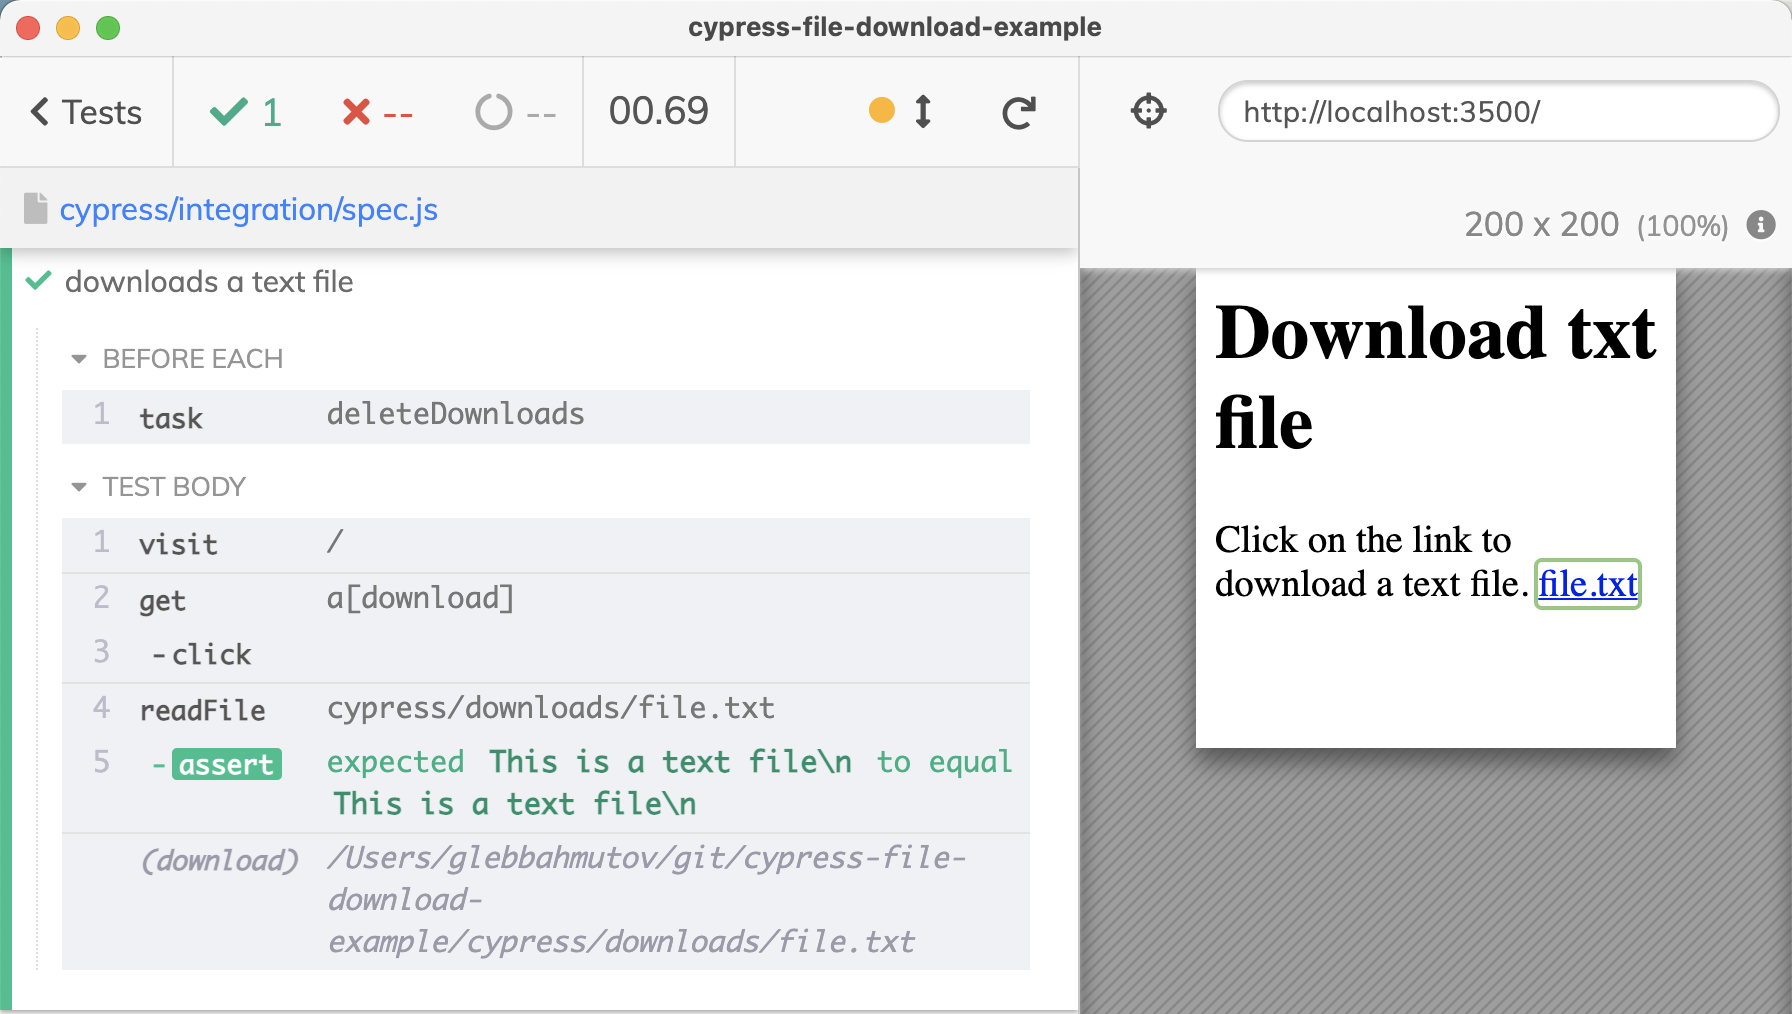 cypress-file-download-example
Tests 1 -- -- 00.69
http://localhost:3500/
cypress/integration/spec.js
200 x 200 (100%)
downloads a text file
BEFORE EACH
1 task deleteDownloads
TEST BODY
1 visit /
2 get a[download]
3 -click
4 readFile cypress/downloads/file.txt
5 -assert expected This is a text file\n to equal
This is a text file\n
(download) /Users/glebbahmutov/git/cypress-file-
download-
example/cypress/downloads/file.txt
Download txt
file
Click on the link to
download a text file. file.txt